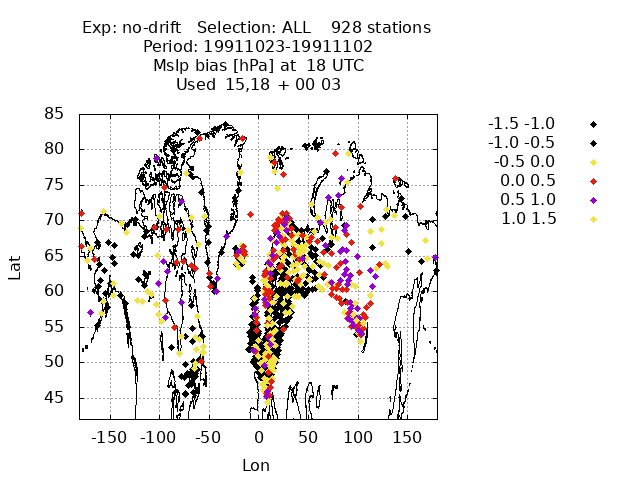 Exp: no-drift Selection: ALL 928 stations
Period: 19911023-19911102
Mslp bias [hPa] at 18 UTC
Used 15,18 + 00 03
85
80
75
70
65
60
55
50
45
Lat
-150 -100 -50 0 50 100 150
Lon
-1.5 -1.0
-1.0 -0.5
-0.5 0.0
0.0 0.5
0.5 1.0
1.0 1.5